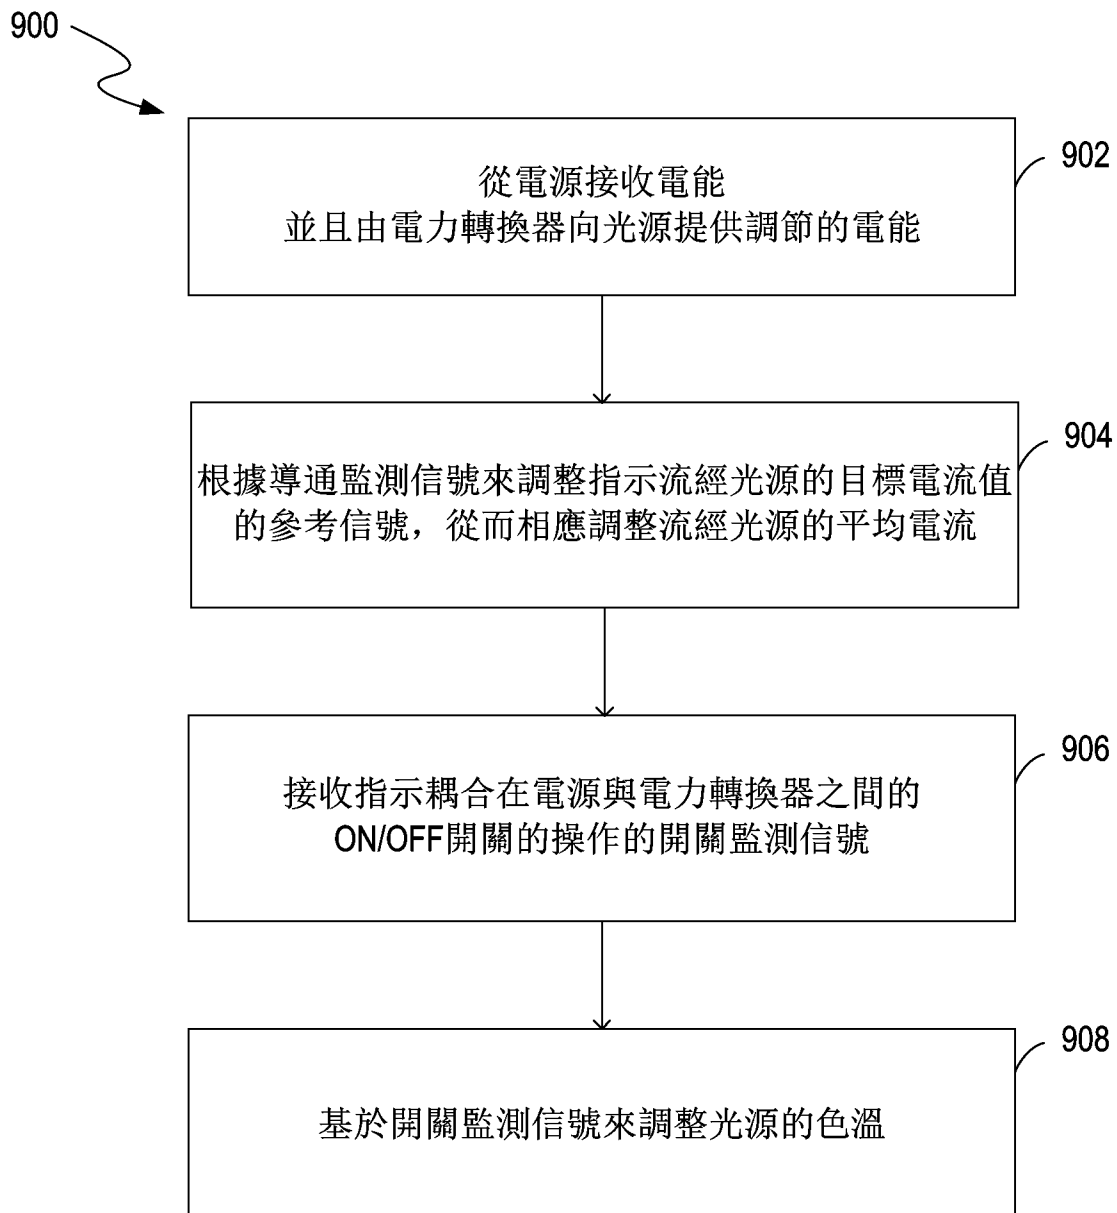 900
902
從電源接收電能
並且由電力轉換器向光源提供調節的電能
904
根據導通監測信號來調整指示流經光源的目標電流值
的參考信號，從而相應調整流經光源的平均電流
906
接收指示耦合在電源與電力轉換器之間的
ON/OFF開關的操作的開關監測信號
908
基於開關監測信號來調整光源的色溫